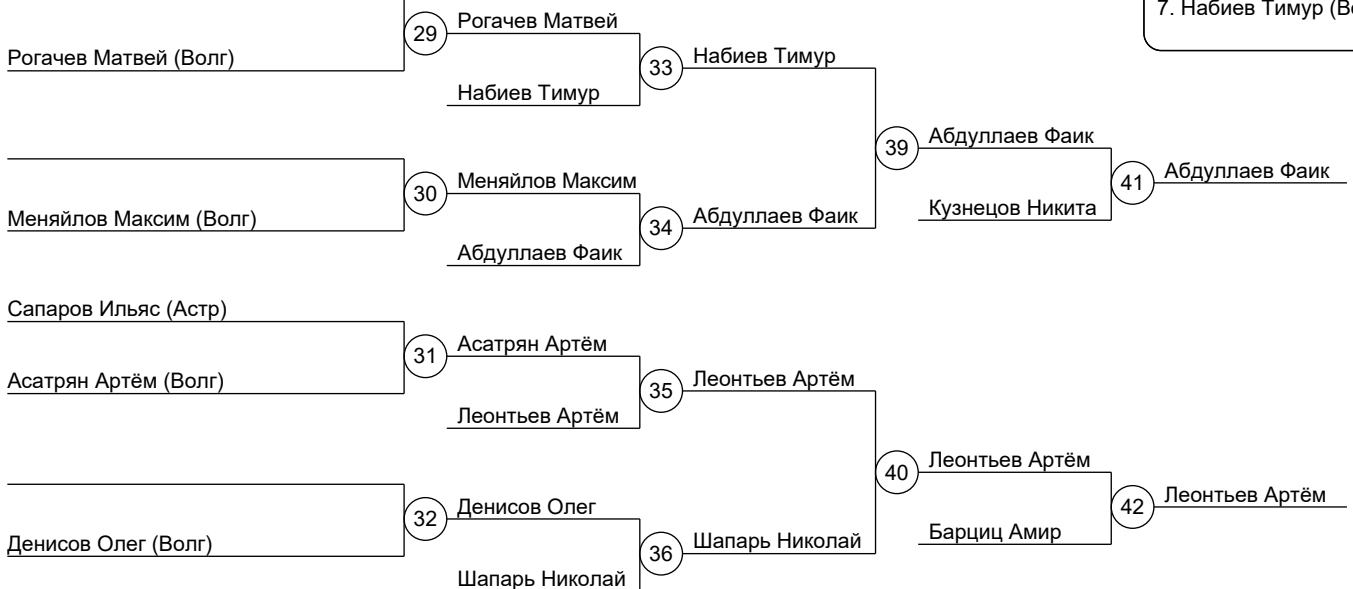 7. Набиев Тимур (Во
29
Рогачев Матвей
Рогачев Матвей (Волг)
33
Набиев Тимур
Набиев Тимур
39
Абдуллаев Фаик
30
Меняйлов Максим
41
Абдуллаев Фаик
Меняйлов Максим (Волг)
34
Абдуллаев Фаик
Кузнецов Никита
Абдуллаев Фаик
Сапаров Ильяс (Астр)
31
Асатрян Артём
Асатрян Артём (Волг)
35
Леонтьев Артём
Леонтьев Артём
40
Леонтьев Артём
32
Денисов Олег
42
Леонтьев Артём
Денисов Олег (Волг)
36
Шапарь Николай
Барциц Амир
Шапарь Николай